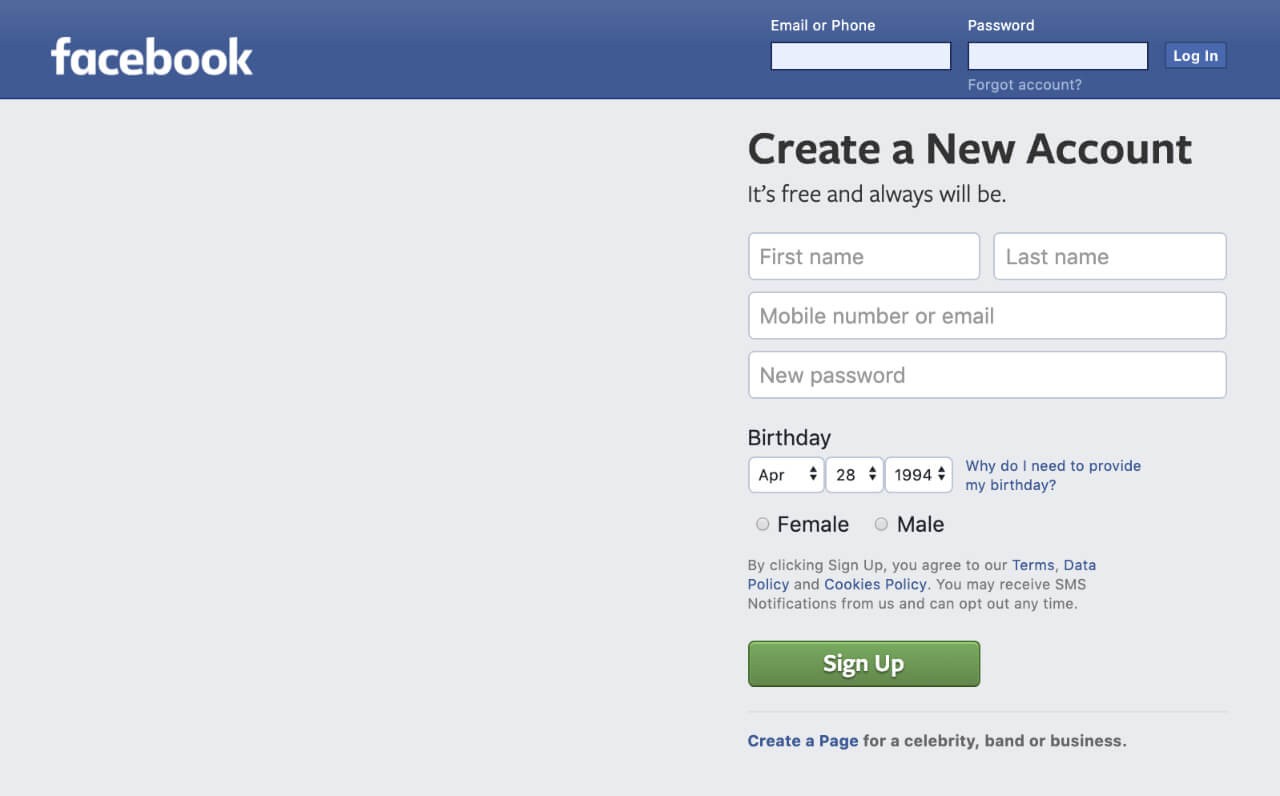 facebook
Email or Phone
Password
Log In
Forgot account?
Create a New Account
It’s free and always will be.
First name
Last name
Mobile number or email
New password
Birthday
Apr
28
1994
Why do I need to provide
my birthday?
Female
Male
By clicking Sign Up, you agree to our Terms, Data
Policy and Cookies Policy. You may receive SMS
Notifications from us and can opt out any time.
Sign Up
Create a Page for a celebrity, band or business.